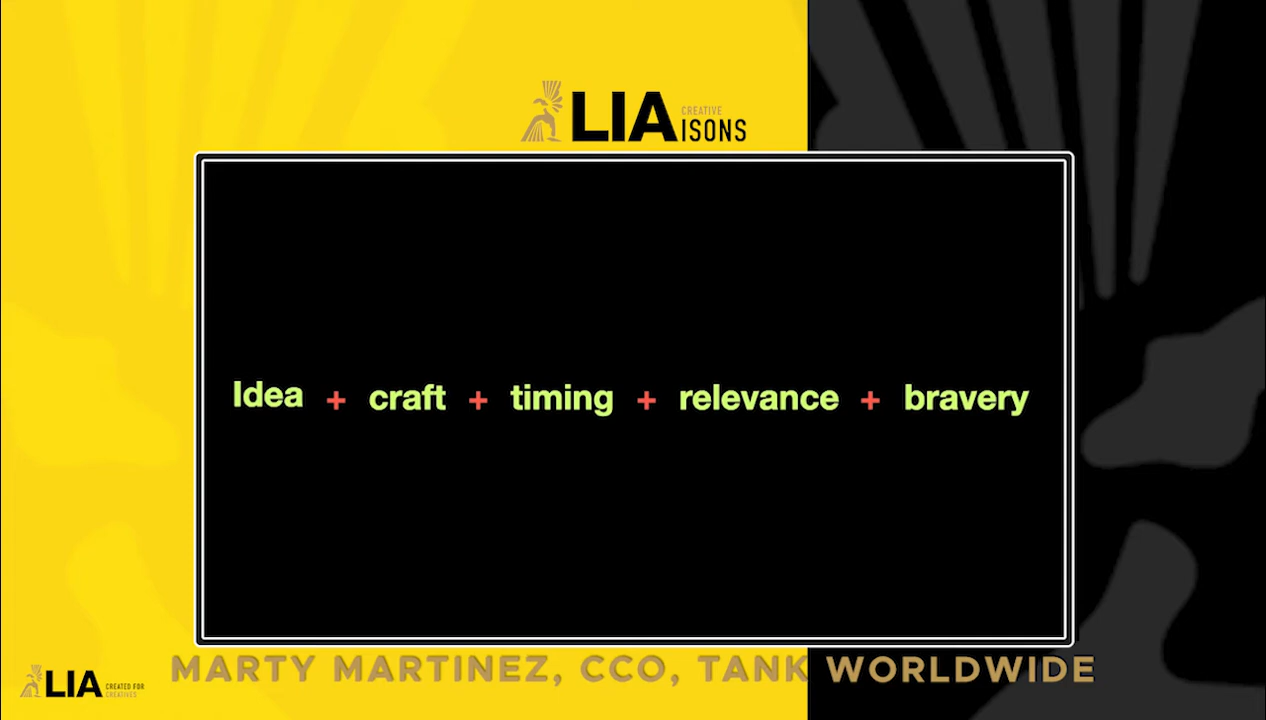 LIA CREATIVE
ISONS
Idea + craft + timing + relevance + bravery
MARTY MARTINEZ, CCO, TANK WORLDWIDE
LIA CREATED FOR
CREATIVES